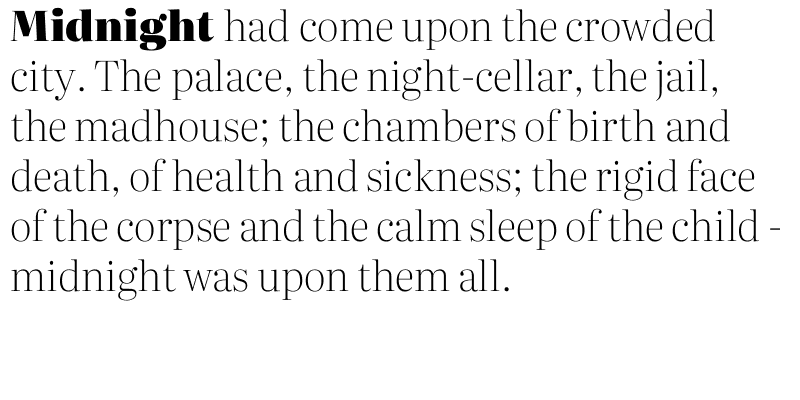 Midnight had come upon the crowded
city. The palace, the night-cellar, the jail,
the madhouse; the chambers of birth and
death, of health and sickness; the rigid face
of the corpse and the calm sleep of the child -
midnight was upon them all.